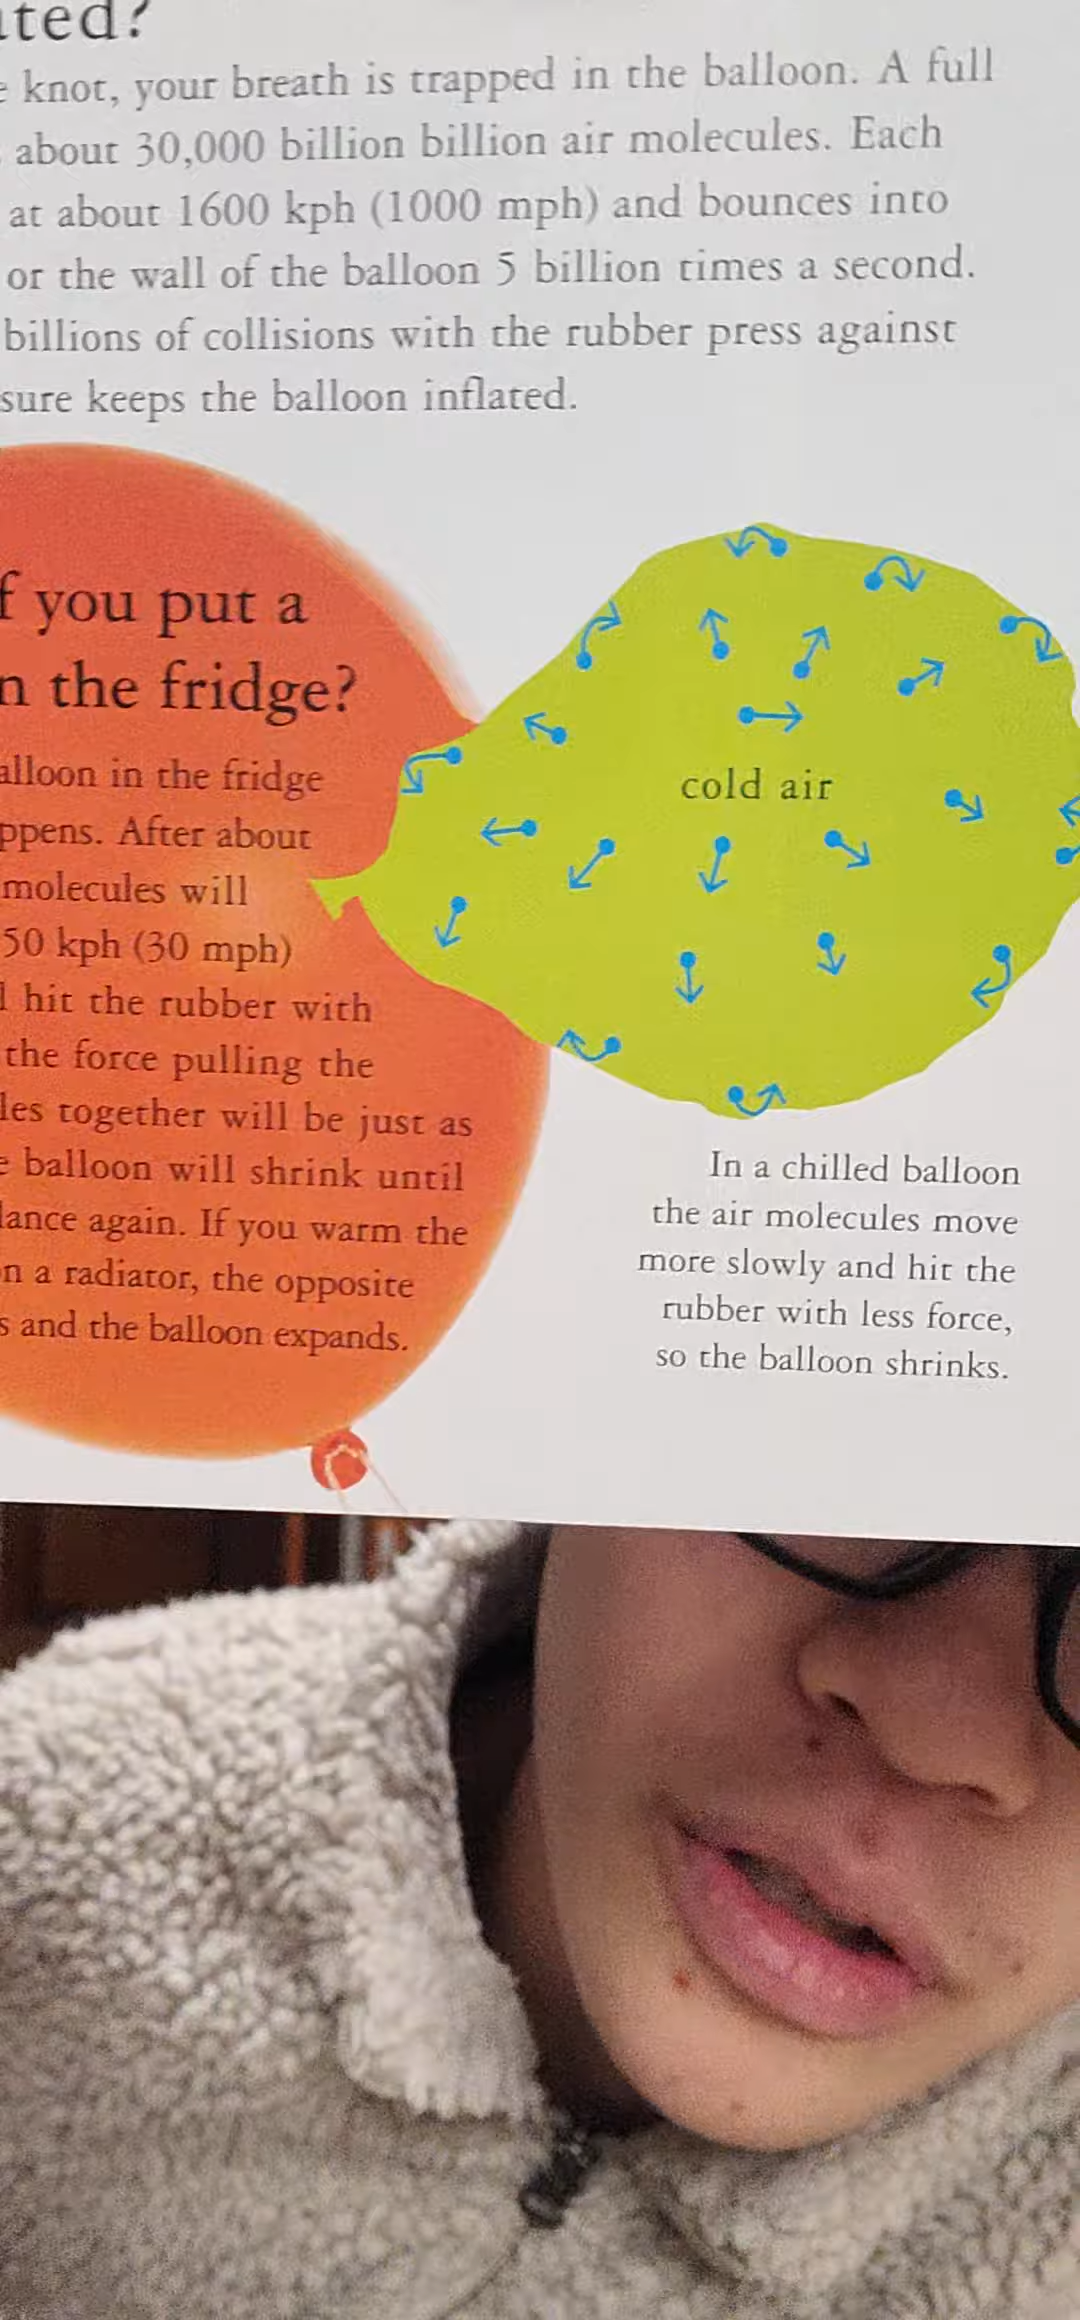 ated?
e knot, your breath is trapped in the balloon. A full
about 30,000 billion billion air molecules. Each
at about 1600 kph (1000 mph) and bounces into
or the wall of the balloon 5 billion times a second.
billions of collisions with the rubber press against
sure keeps the balloon inflated.
f you put a
n the fridge?
alloon in the fridge
ppens. After about
molecules will
50 kph (30 mph)
l hit the rubber with
the force pulling the
les together will be just as
e balloon will shrink until
lance again. If you warm the
n a radiator, the opposite
s and the balloon expands.
cold air
In a chilled balloon
the air molecules move
more slowly and hit the
rubber with less force,
so the balloon shrinks.